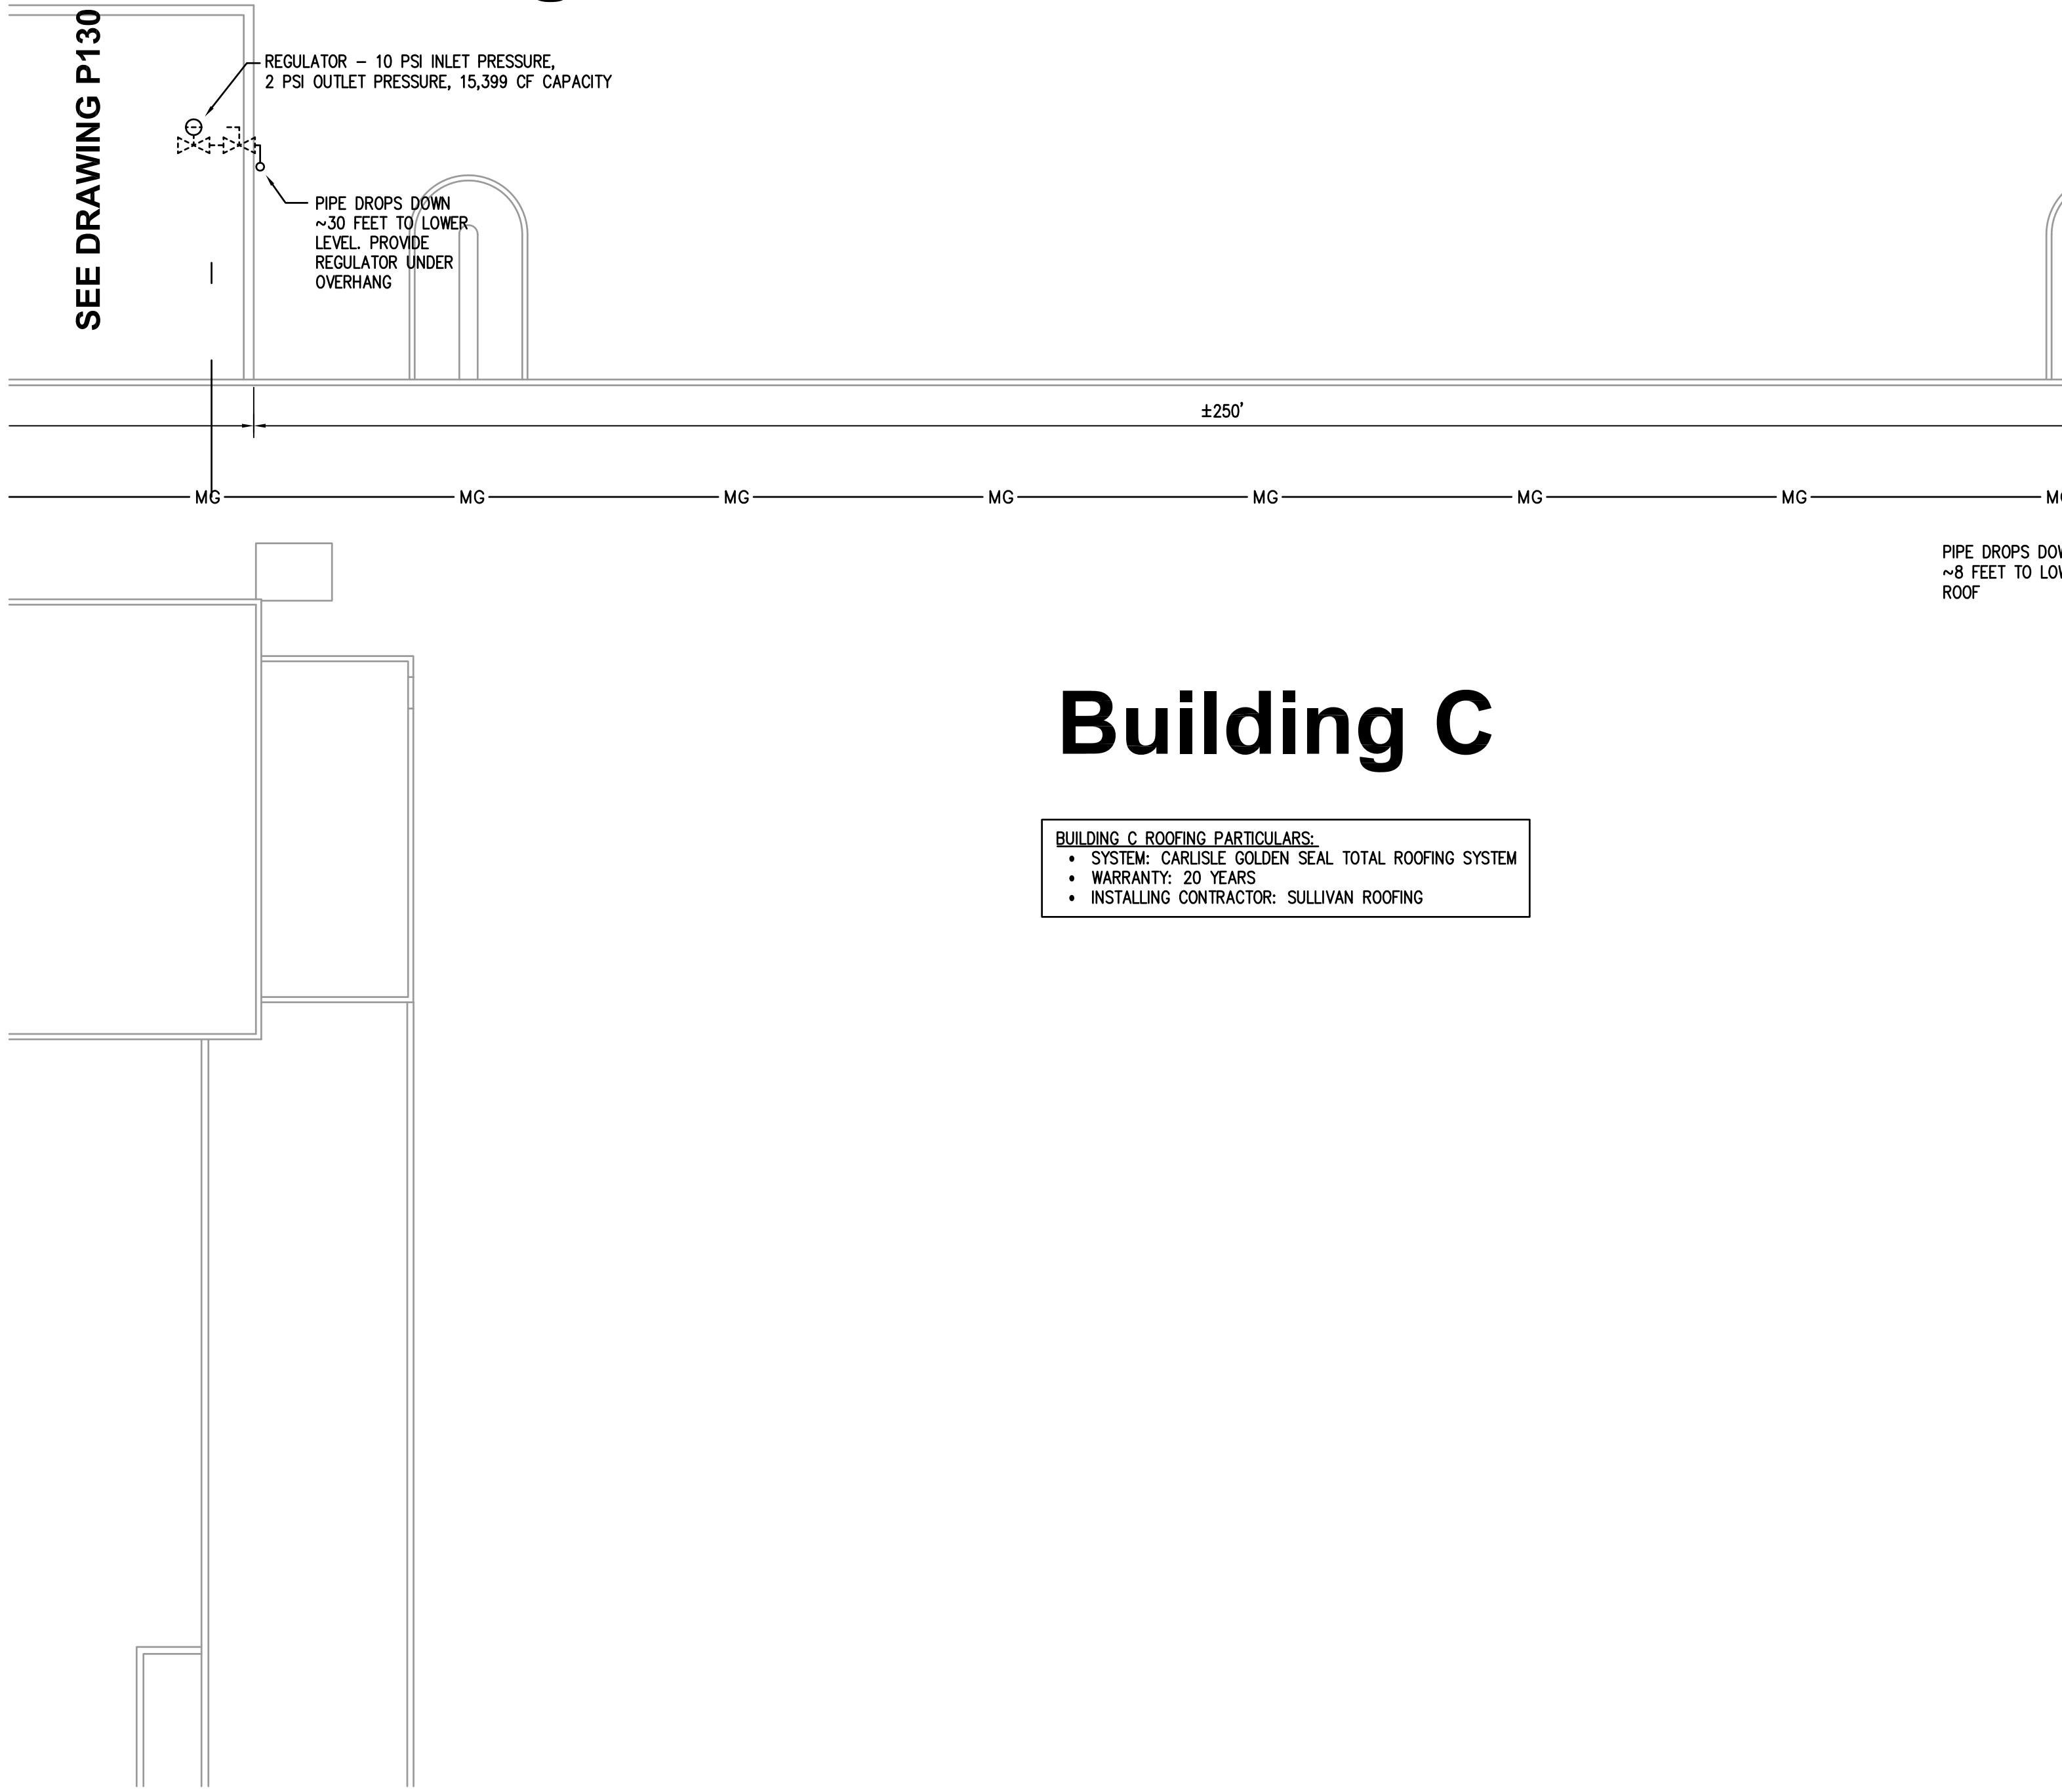 SEE DRAWING P130
REGULATOR – 10 PSI INLET PRESSURE,
2 PSI OUTLET PRESSURE, 15,399 CF CAPACITY
PIPE DROPS DOWN
~30 FEET TO LOWER
LEVEL. PROVIDE
REGULATOR UNDER
OVERHANG
±250'
MG MG MG MG MG MG MG
PIPE DROPS
~8 FEET TO
ROOF
Building C
BUILDING C ROOFING PARTICULARS:
• SYSTEM: CARLISLE GOLDEN SEAL TOTAL ROOFING SYSTEM
• WARRANTY: 20 YEARS
• INSTALLING CONTRACTOR: SULLIVAN ROOFING